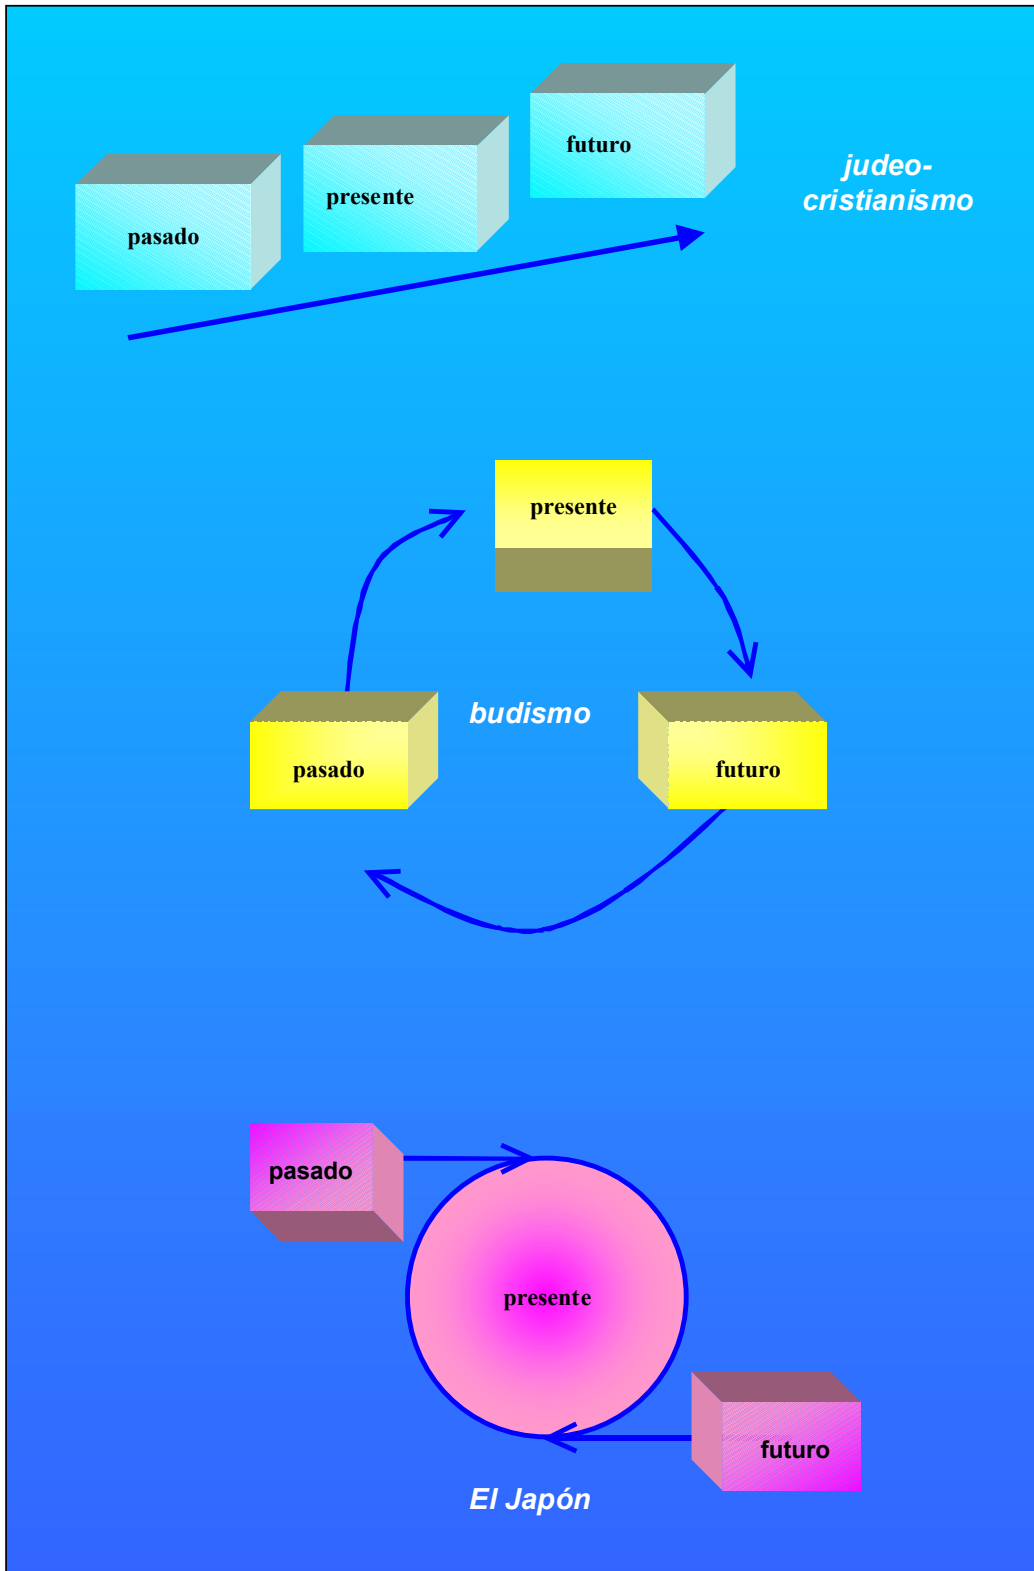 pasado
presente
futuro
judeo-
cristianismo
presente
pasado
budismo
futuro
pasado
presente
futuro
El Japón